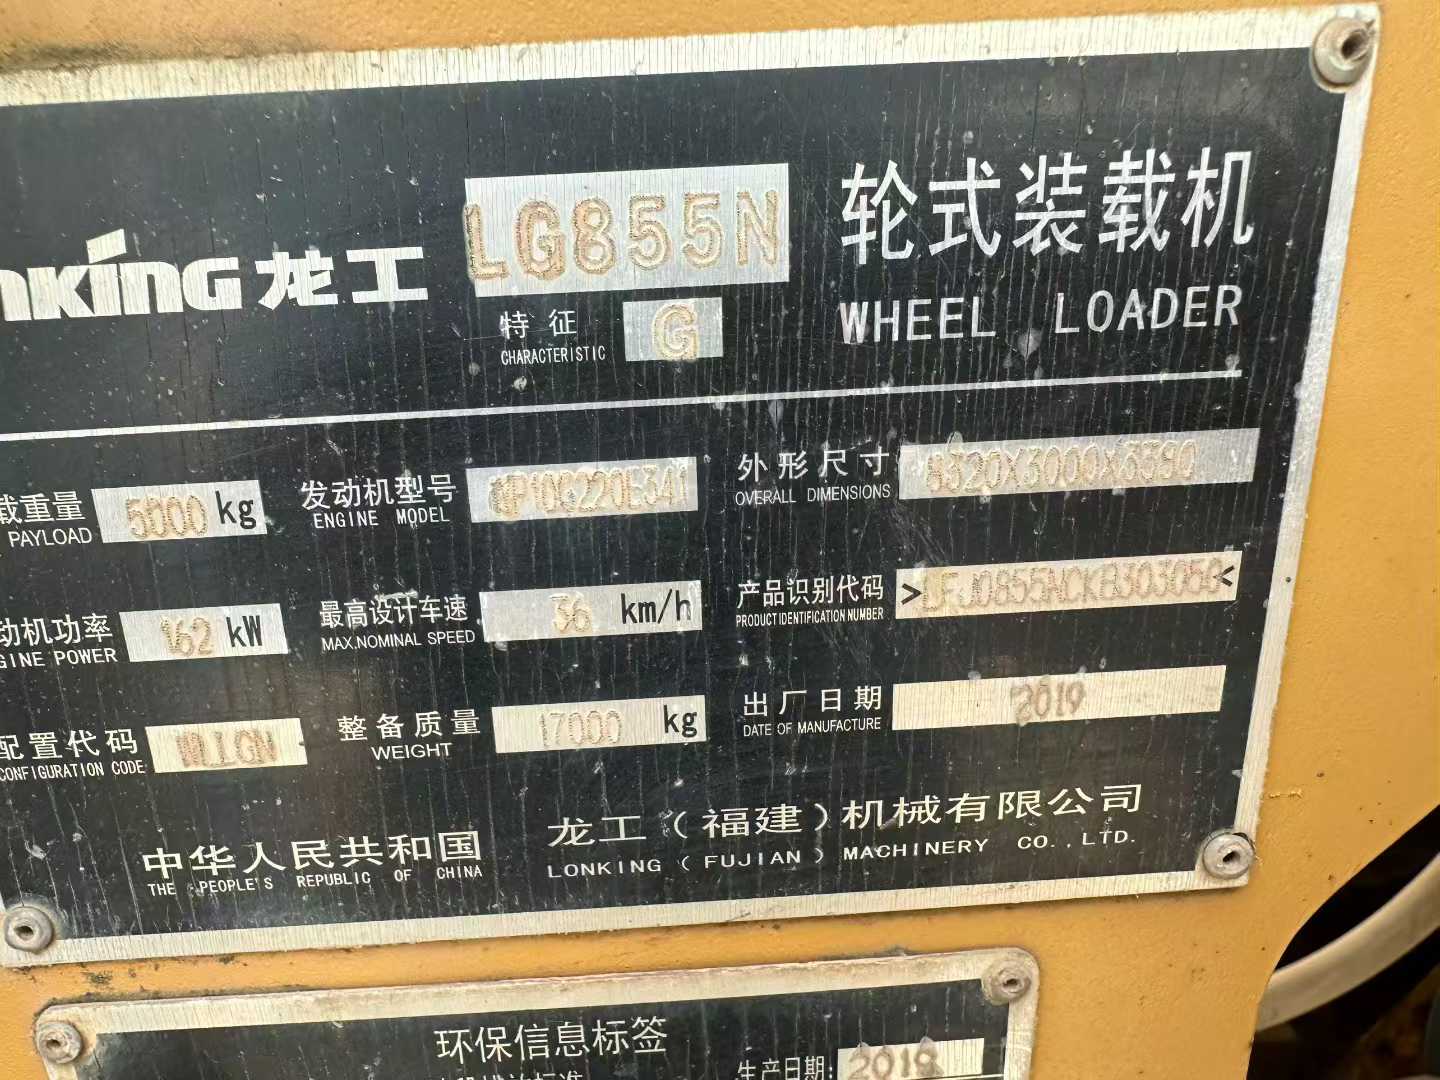 nKING龙工 LG855N 轮式装载机
特征 G WHEEL LOADER
CHARACTERISTIC
载重量 5000 kg 发动机型号 外形尺寸
PAYLOAD ENGINE MODEL OVERALL DIMENSIONS
动机功率 162 kW 最高设计车速 36 km/h 产品识别代码
GINE POWER MAX.NOMINAL SPEED PRODUCT IDENTIFICATION NUMBER
配置代码 整备质量 17000 kg 出厂日期 2019
CONFIGURATION CODE WEIGHT DATE OF MANUFACTURE
中华人民共和国 龙工（福建）机械有限公司
THE PEOPLE'S REPUBLIC OF CHINA LONKING (FUJIAN) MACHINERY CO.,LTD.
环保信息标签
生产日期: